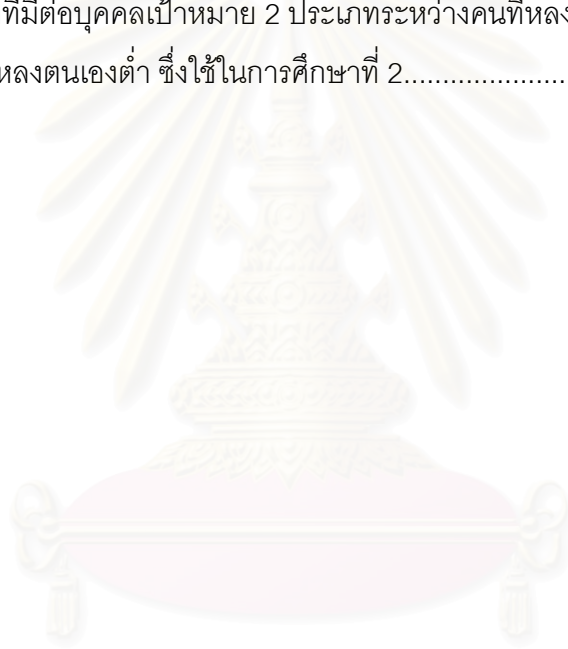 ที่มีต่อบุคคลเป้าหมาย 2 ประเภทระหว่างคนที่หลง
หลงตนเองต่ำ ซึ่งใช้ในการศึกษาที่ 2.....................